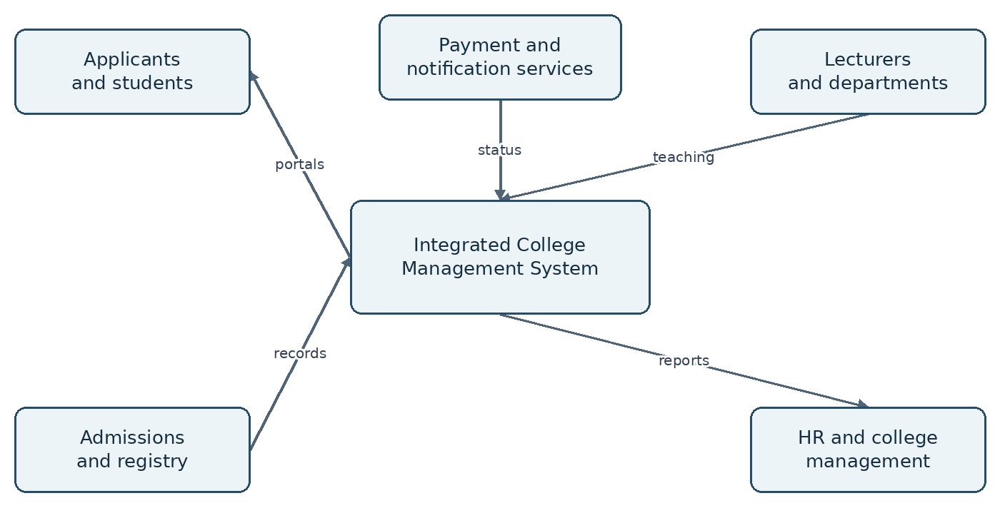 Applicants
and students
Payment and
notification services
Lecturers
and departments
portals
status
teaching
Integrated College
Management System
records
reports
Admissions
and registry
HR and college
management